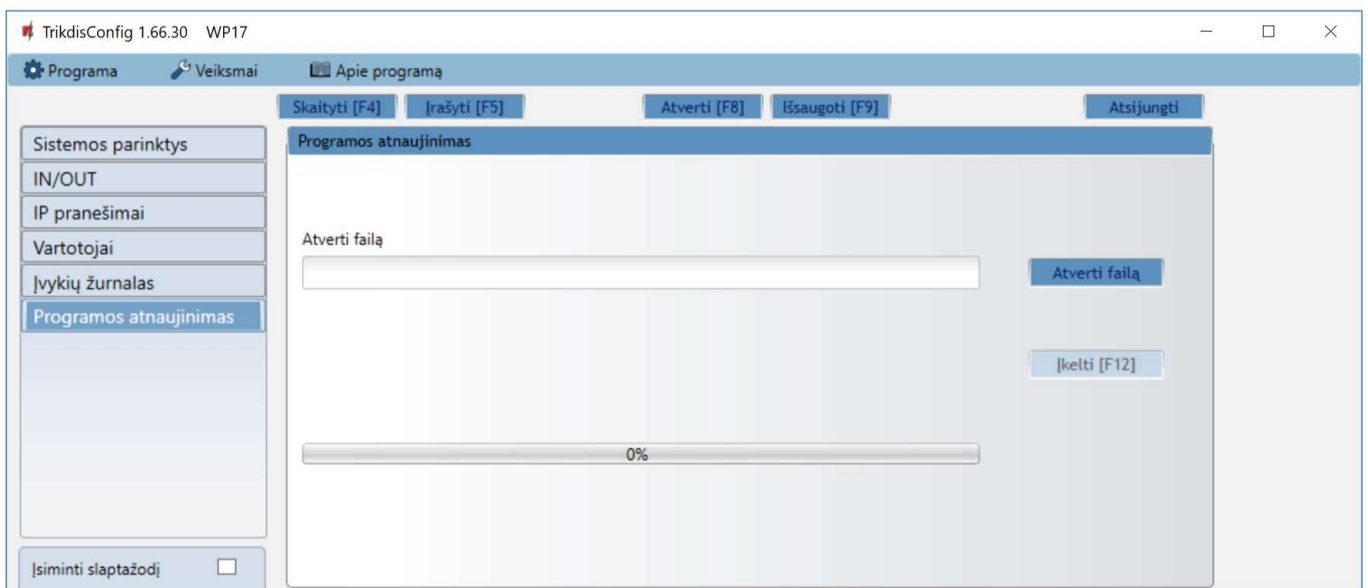 TrikdisConfig 1.66.30 WP17
Programa Veiksmai Apie programą
Skaityti [F4] Įrašyti [F5] Atverti [F8] Išsaugoti [F9] Atsijungti
Sistemos parinktys
IN/OUT
IP pranešimai
Vartotojai
Įvykių žurnalas
Programos atnaujinimas
Įsiminti slaptažodį
Programos atnaujinimas
Atverti failą
Atverti failą
Įkelti [F12]
0%